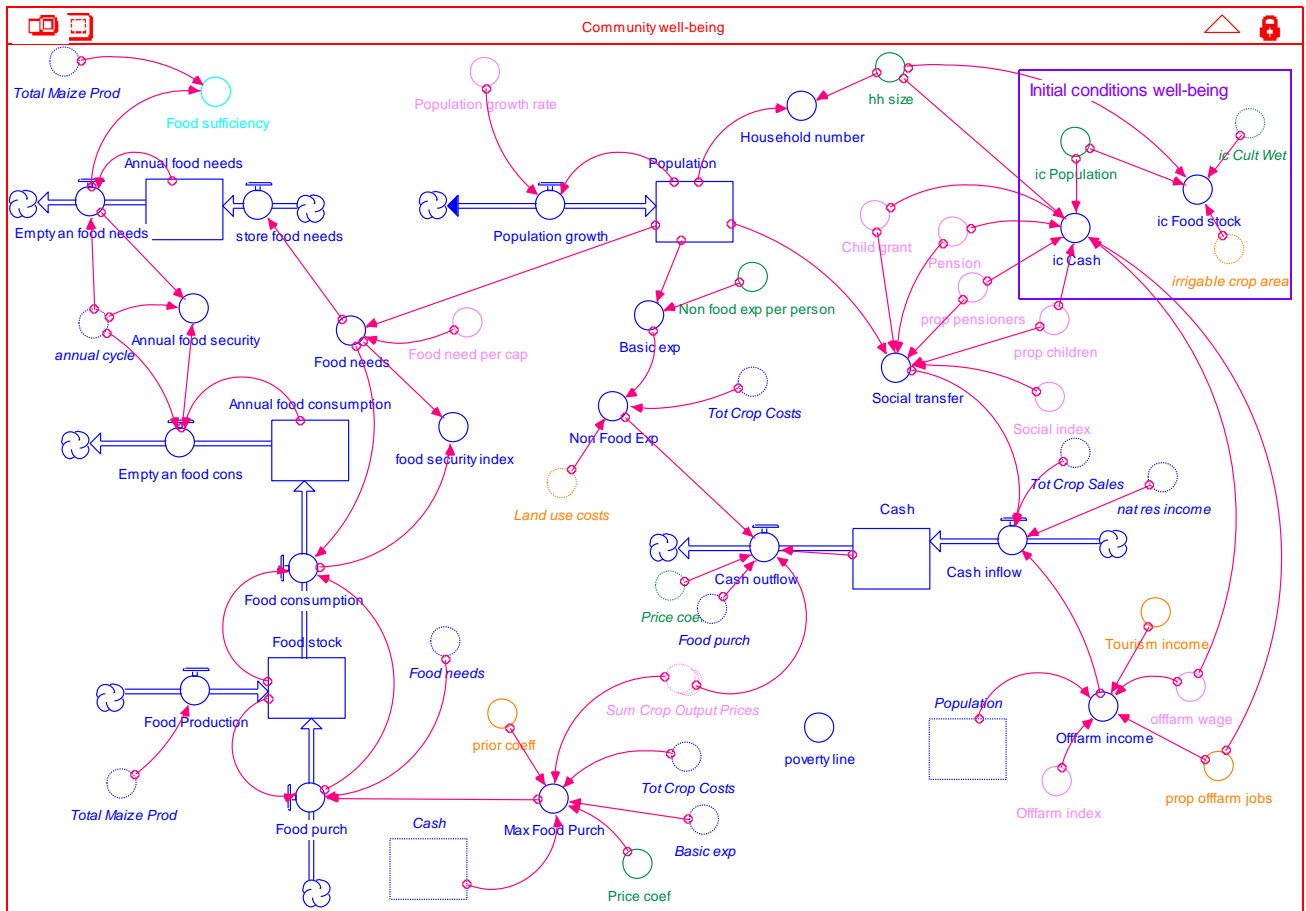 Community well-being
Total Maize Prod
Food sufficiency
Population growth rate
hh size
Household number
Initial conditions well-being
ic Cult Wet
ic Population
ic Food stock
ic Cash
irrigable crop area
Annual food needs
Empty an food needs
store food needs
Population
Population growth
Child grant
Pension
prop pensioners
prop children
Non food exp per person
Basic exp
annual cycle
Annual food security
Food needs
Food need per cap
Social transfer
Social index
Annual food consumption
Tot Crop Costs
Non Food Exp
food security index
Empty an food cons
Land use costs
Tot Crop Sales
nat res income
Cash
Cash outflow
Cash inflow
Price coe
Food purch
Food consumption
Food stock
Food needs
Tourism income
Sum Crop Output Prices
Population
offfarm wage
Food Production
prior coeff
poverty line
Offfarm income
Total Maize Prod
Tot Crop Costs
Offfarm index
prop offfarm jobs
Food purch
Cash
Max Food Purch
Basic exp
Price coef